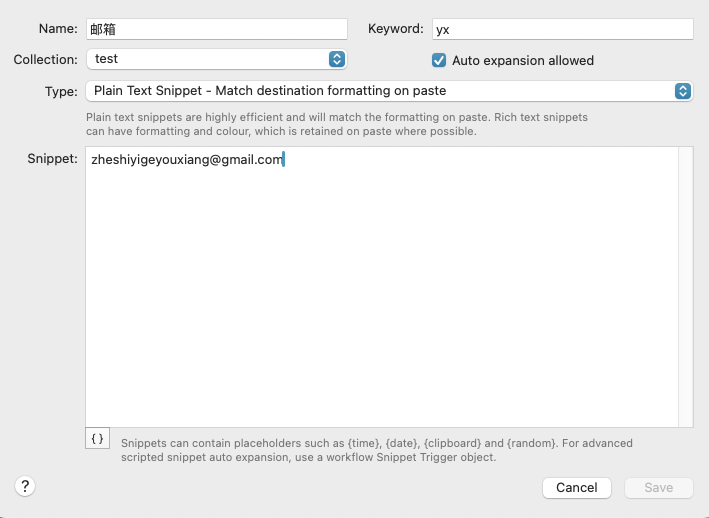 Name: 邮箱 Keyword: yx
Collection: test Auto expansion allowed
Type: Plain Text Snippet - Match destination formatting on paste
Plain text snippets are highly efficient and will match the formatting on paste. Rich text snippets
can have formatting and colour, which is retained on paste where possible.
Snippet: zheshiyigeyouxiang@gmail.com
{} Snippets can contain placeholders such as {time}, {date}, {clipboard} and {random}. For advanced
scripted snippet auto expansion, use a workflow Snippet Trigger object.
? Cancel Save